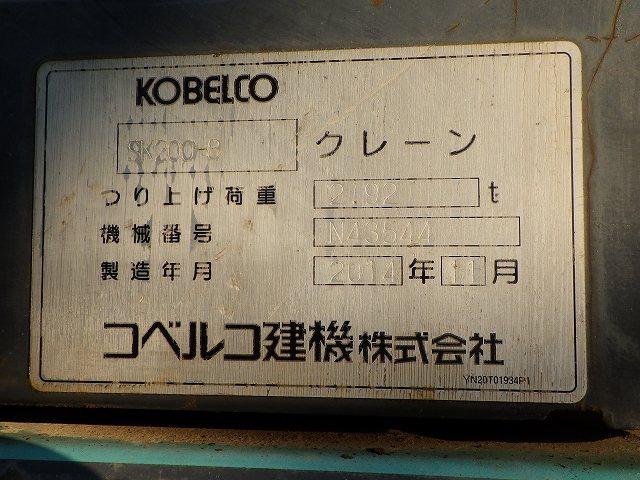 KOBELCO
SK200-8 クレーン
つり上げ荷重 2.92 t
機械番号 N43544
製造年月 2014年 11月
コベルコ建機株式会社
YN20T01934P1